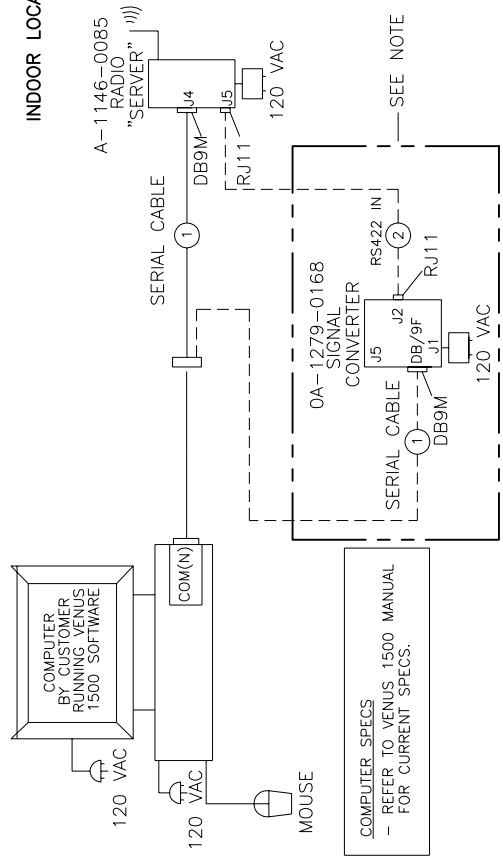 INDOOR LOCA
A-1146-0085
RADIO
"SERVER"
J4
J5
DB9M
RJ11
120 VAC
SERIAL CABLE
1
SEE NOTE
0A-1279-0168
SIGNAL
CONVERTER
RS422 IN
2
RJ11
J5
J2
DB/9F
J1
120 VAC
SERIAL CABLE
1
DB9M
COMPUTER
BY CUSTOMER
RUNNING VENUS
1500 SOFTWARE
COM(N)
120 VAC
120 VAC
MOUSE
COMPUTER SPECS
- REFER TO VENUS 1500 MANUAL
FOR CURRENT SPECS.